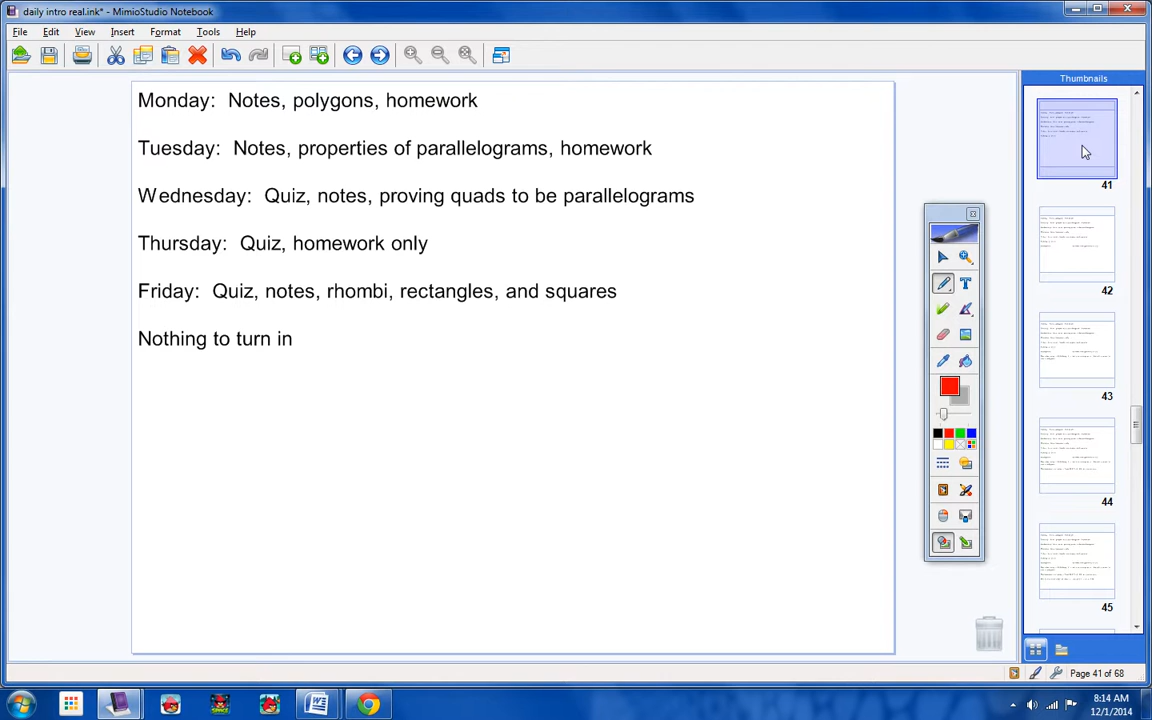 daily intro real.ink* - MimioStudio Notebook
File Edit View Insert Format Tools Help
Thumbnails
Monday:  Notes, polygons, homework
Tuesday:  Notes, properties of parallelograms, homework
Wednesday:  Quiz, notes, proving quads to be parallelograms
Thursday:  Quiz, homework only
Friday:  Quiz, notes, rhombi, rectangles, and squares
Nothing to turn in
41
42
43
44
45
Page 41 of 68
8:14 AM
12/1/2014